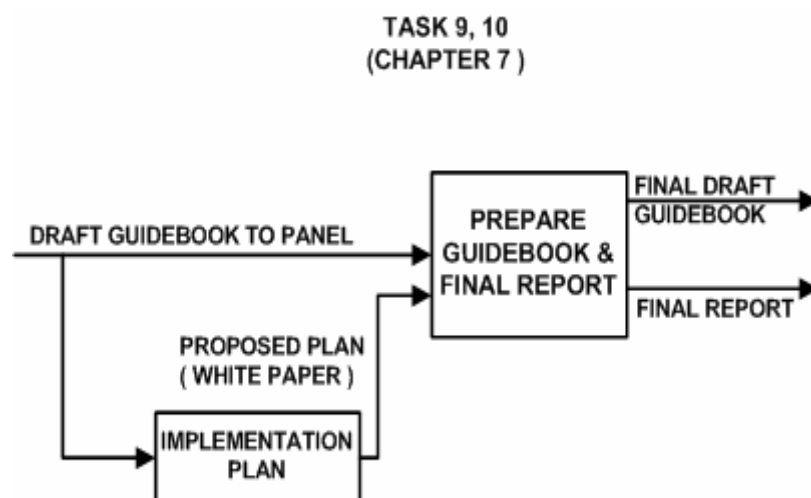 TASK 9, 10
(CHAPTER 7 )
FINAL DRAFT
GUIDEBOOK
PREPARE
GUIDEBOOK &
FINAL REPORT
DRAFT GUIDEBOOK TO PANEL
FINAL REPORT
PROPOSED PLAN
( WHITE PAPER )
IMPLEMENTATION
PLAN